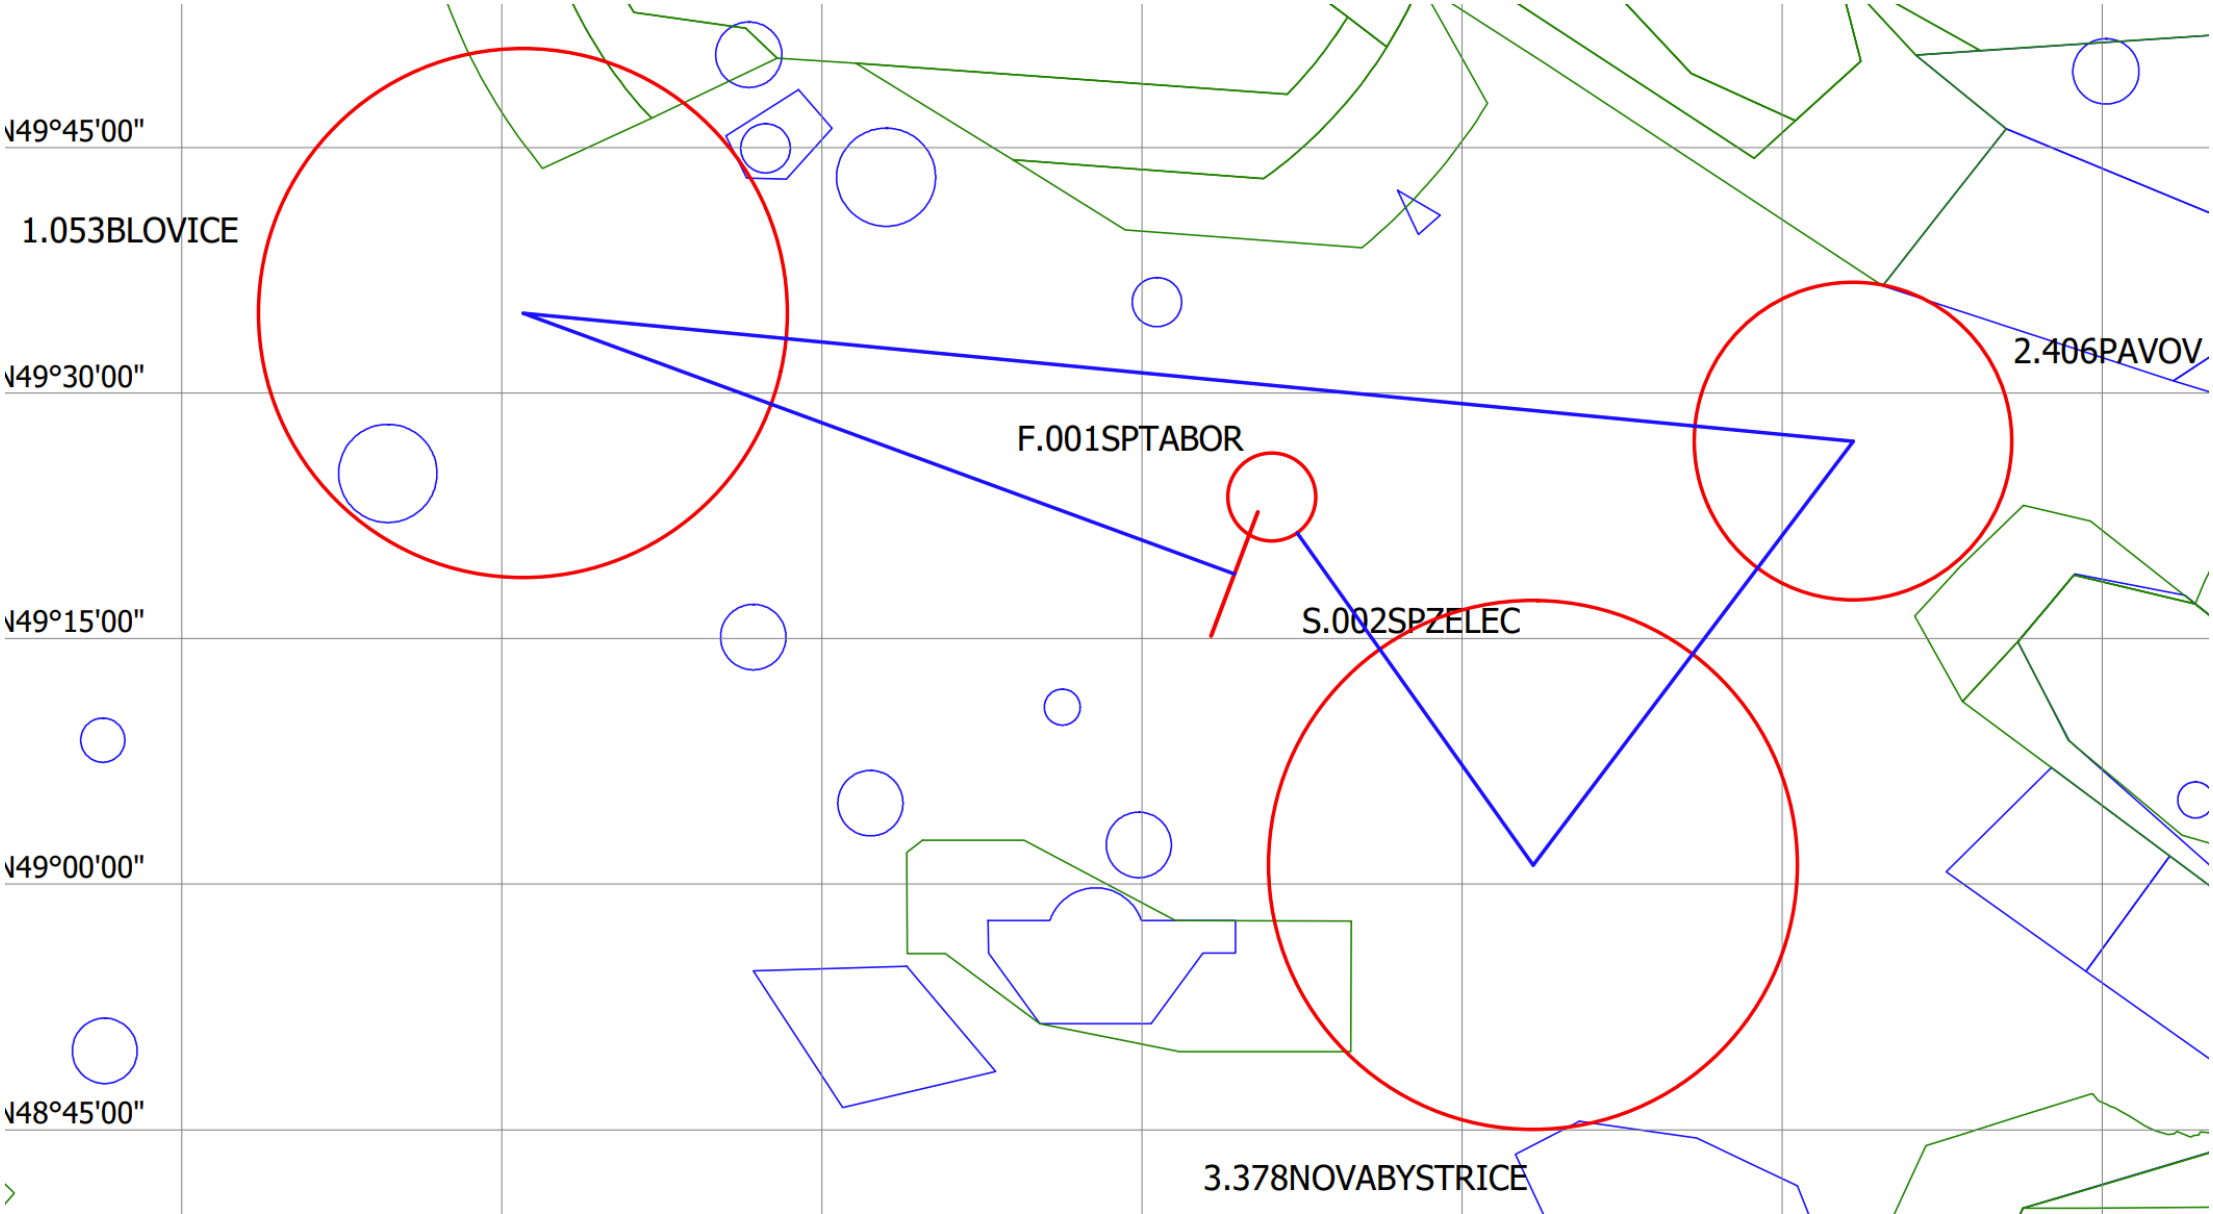 N49°45'00"
1.053BLOVICE
2.406PAVOV
N49°30'00"
F.001SPTABOR
N49°15'00"
S.002SPZELEC
N49°00'00"
N48°45'00"
3.378NOVABYSTRICE